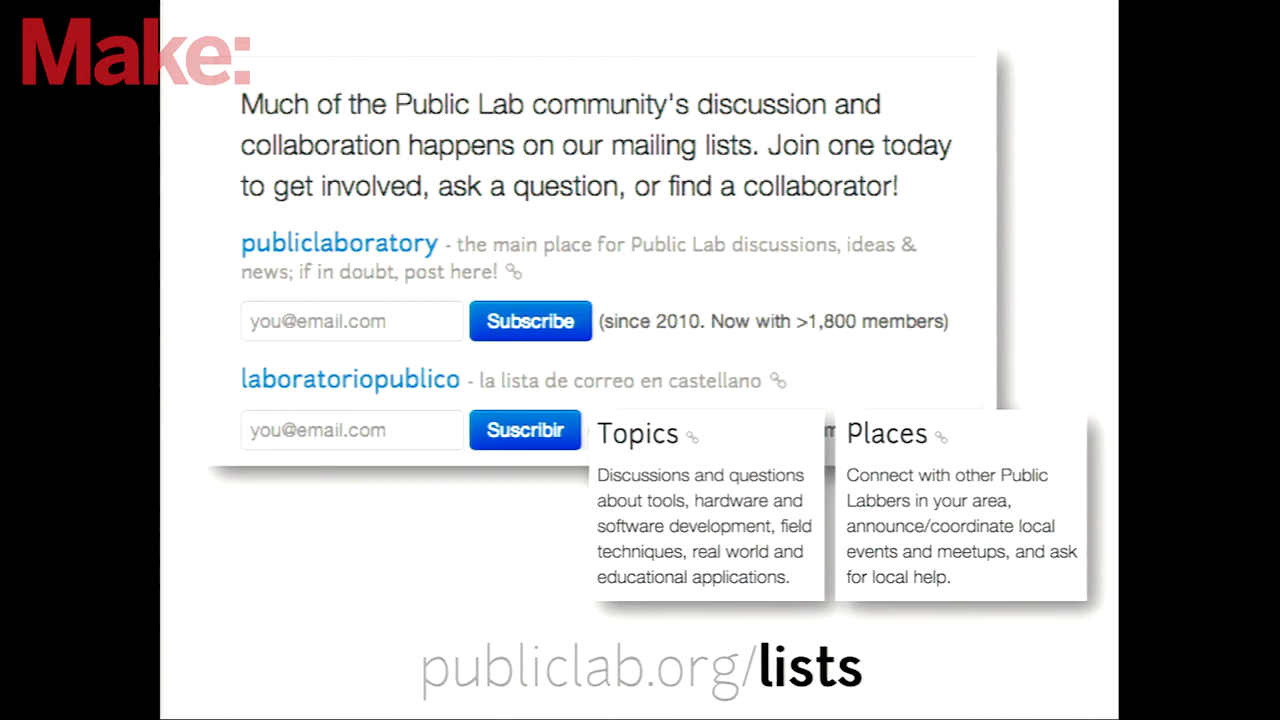 Make:
Much of the Public Lab community's discussion and
collaboration happens on our mailing lists. Join one today
to get involved, ask a question, or find a collaborator!
publiclaboratory - the main place for Public Lab discussions, ideas &
news; if in doubt, post here!
you@email.com Subscribe (since 2010. Now with >1,800 members)
laboratoriopublico - la lista de correo en castellano
you@email.com Suscribir
Topics
Discussions and questions
about tools, hardware and
software development, field
techniques, real world and
educational applications.
Places
Connect with other Public
Labbers in your area,
announce/coordinate local
events and meetups, and ask
for local help.
publiclab.org/lists